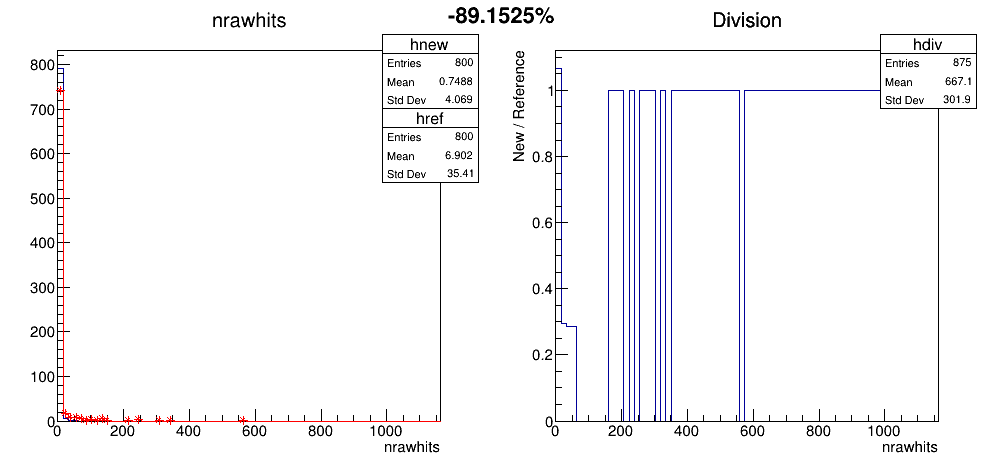 -89.1525%
nrawhits
hnew
Entries 800
Mean 0.7488
Std Dev 4.069
href
Entries 800
Mean 6.902
Std Dev 35.41
800
700
600
500
400
300
200
100
0
0 200 400 600 800 1000
nrawhits
Division
hdiv
Entries 875
Mean 667.1
Std Dev 301.9
New / Reference
1
0.8
0.6
0.4
0.2
0
0 200 400 600 800 1000
nrawhits